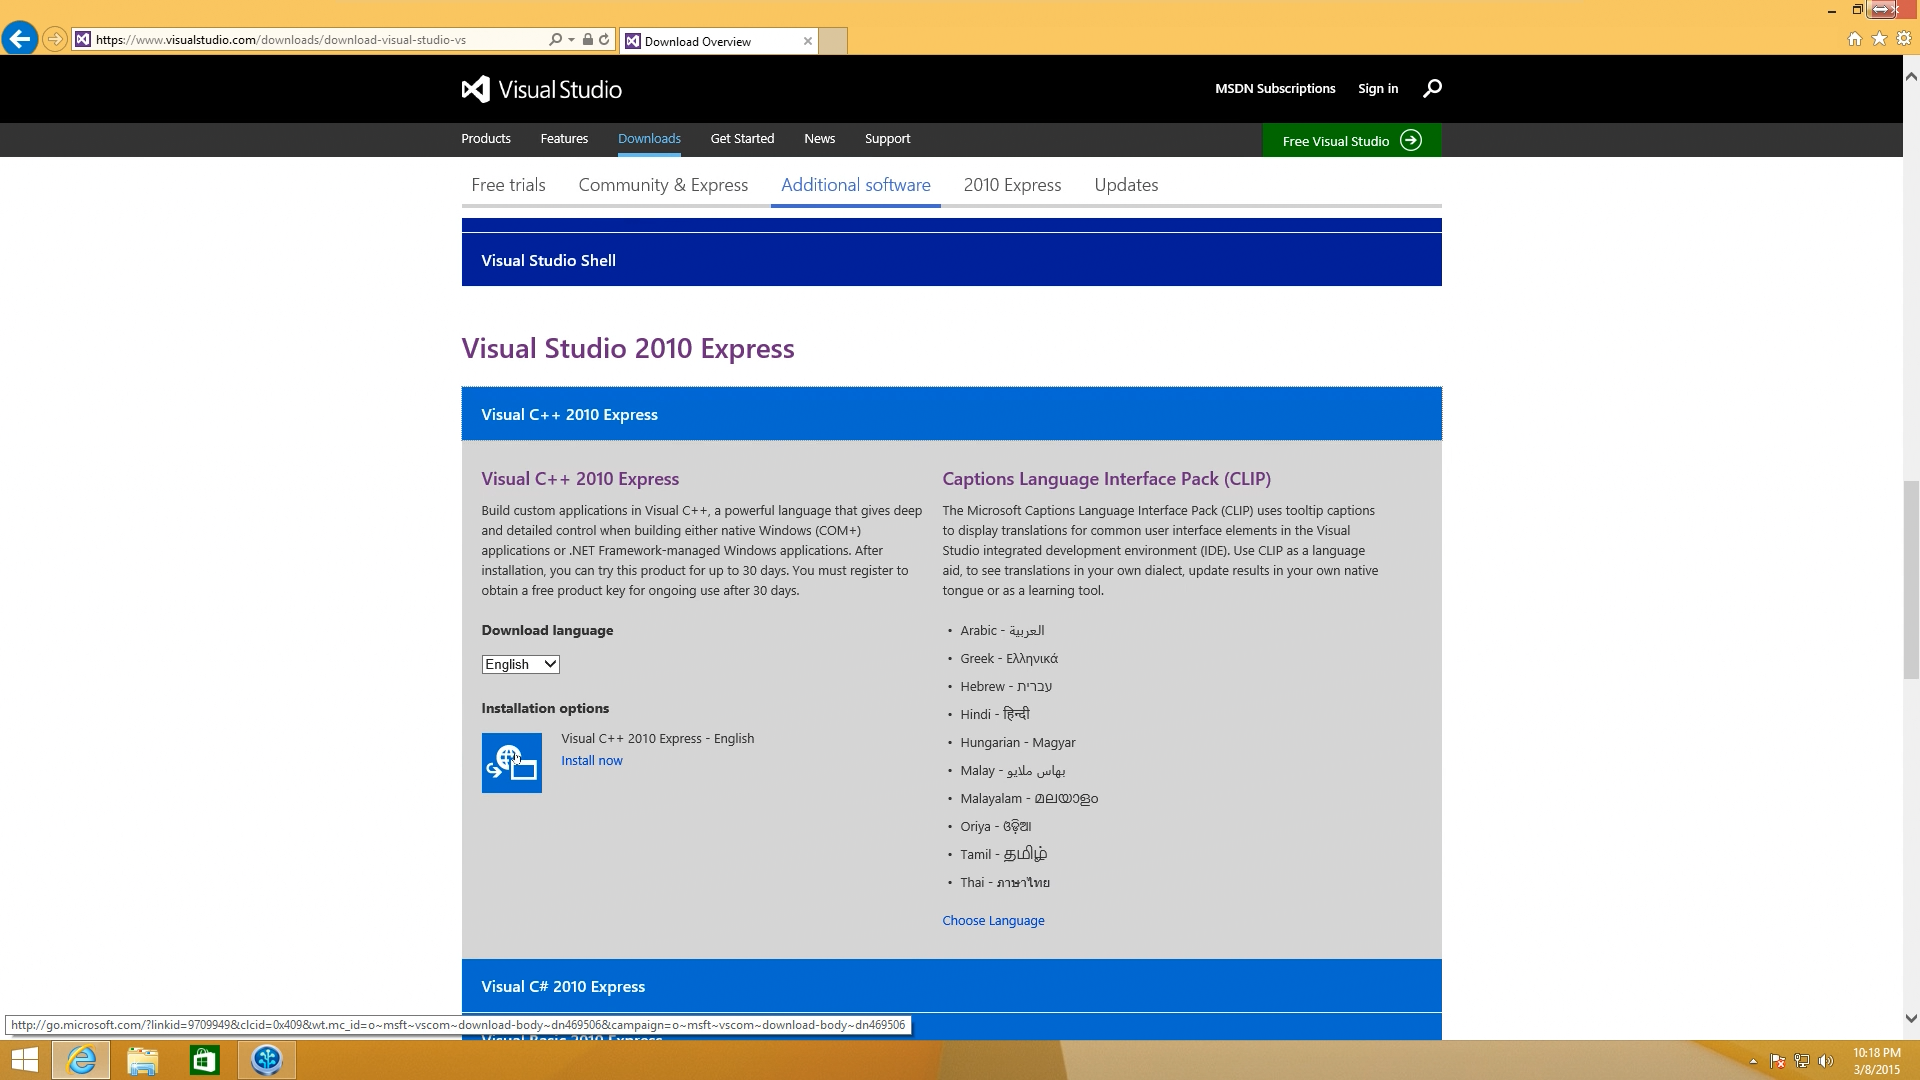 https://www.visualstudio.com/downloads/download-visual-studio-vs
Download Overview
Visual Studio
MSDN Subscriptions
Sign in
Products
Features
Downloads
Get Started
News
Support
Free Visual Studio
Free trials
Community & Express
Additional software
2010 Express
Updates
Visual Studio Shell
Visual Studio 2010 Express
Visual C++ 2010 Express
Visual C++ 2010 Express
Build custom applications in Visual C++, a powerful language that gives deep
and detailed control when building either native Windows (COM+)
applications or .NET Framework-managed Windows applications. After
installation, you can try this product for up to 30 days. You must register to
obtain a free product key for ongoing use after 30 days.
Download language
English
Installation options
Visual C++ 2010 Express - English
Install now
Captions Language Interface Pack (CLIP)
The Microsoft Captions Language Interface Pack (CLIP) uses tooltip captions
to display translations for common user interface elements in the Visual
Studio integrated development environment (IDE). Use CLIP as a language
aid, to see translations in your own dialect, update results in your own native
tongue or as a learning tool.
• Arabic - العربية
• Greek - Ελληνικά
• Hebrew - עברית
• Hindi - हिन्दी
• Hungarian - Magyar
• Malay - بهاس ملايو
• Malayalam - മലയാളം
• Oriya - ଓଡ଼ିଆ
• Tamil - தமிழ்
• Thai - ภาษาไทย
Choose Language
Visual C# 2010 Express
http://go.microsoft.com/?linkid=9709949&clcid=0x409&wt.mc_id=o~msft~vscom~download-body~dn469506&campaign=o~msft~vscom~download-body~dn469506
Visual Basic 2010 Express
10:18 PM
3/8/2015